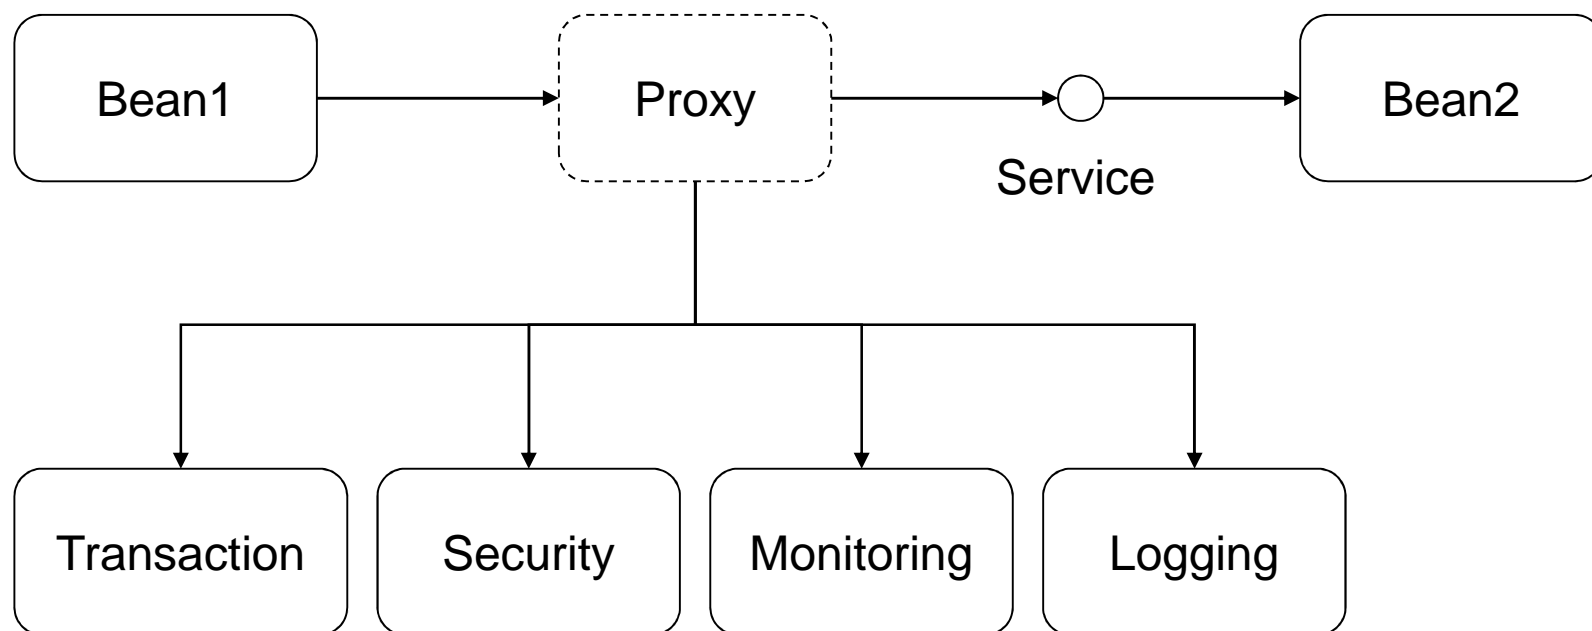 Bean1
Proxy
Bean2
Service
Transaction
Security
Monitoring
Logging